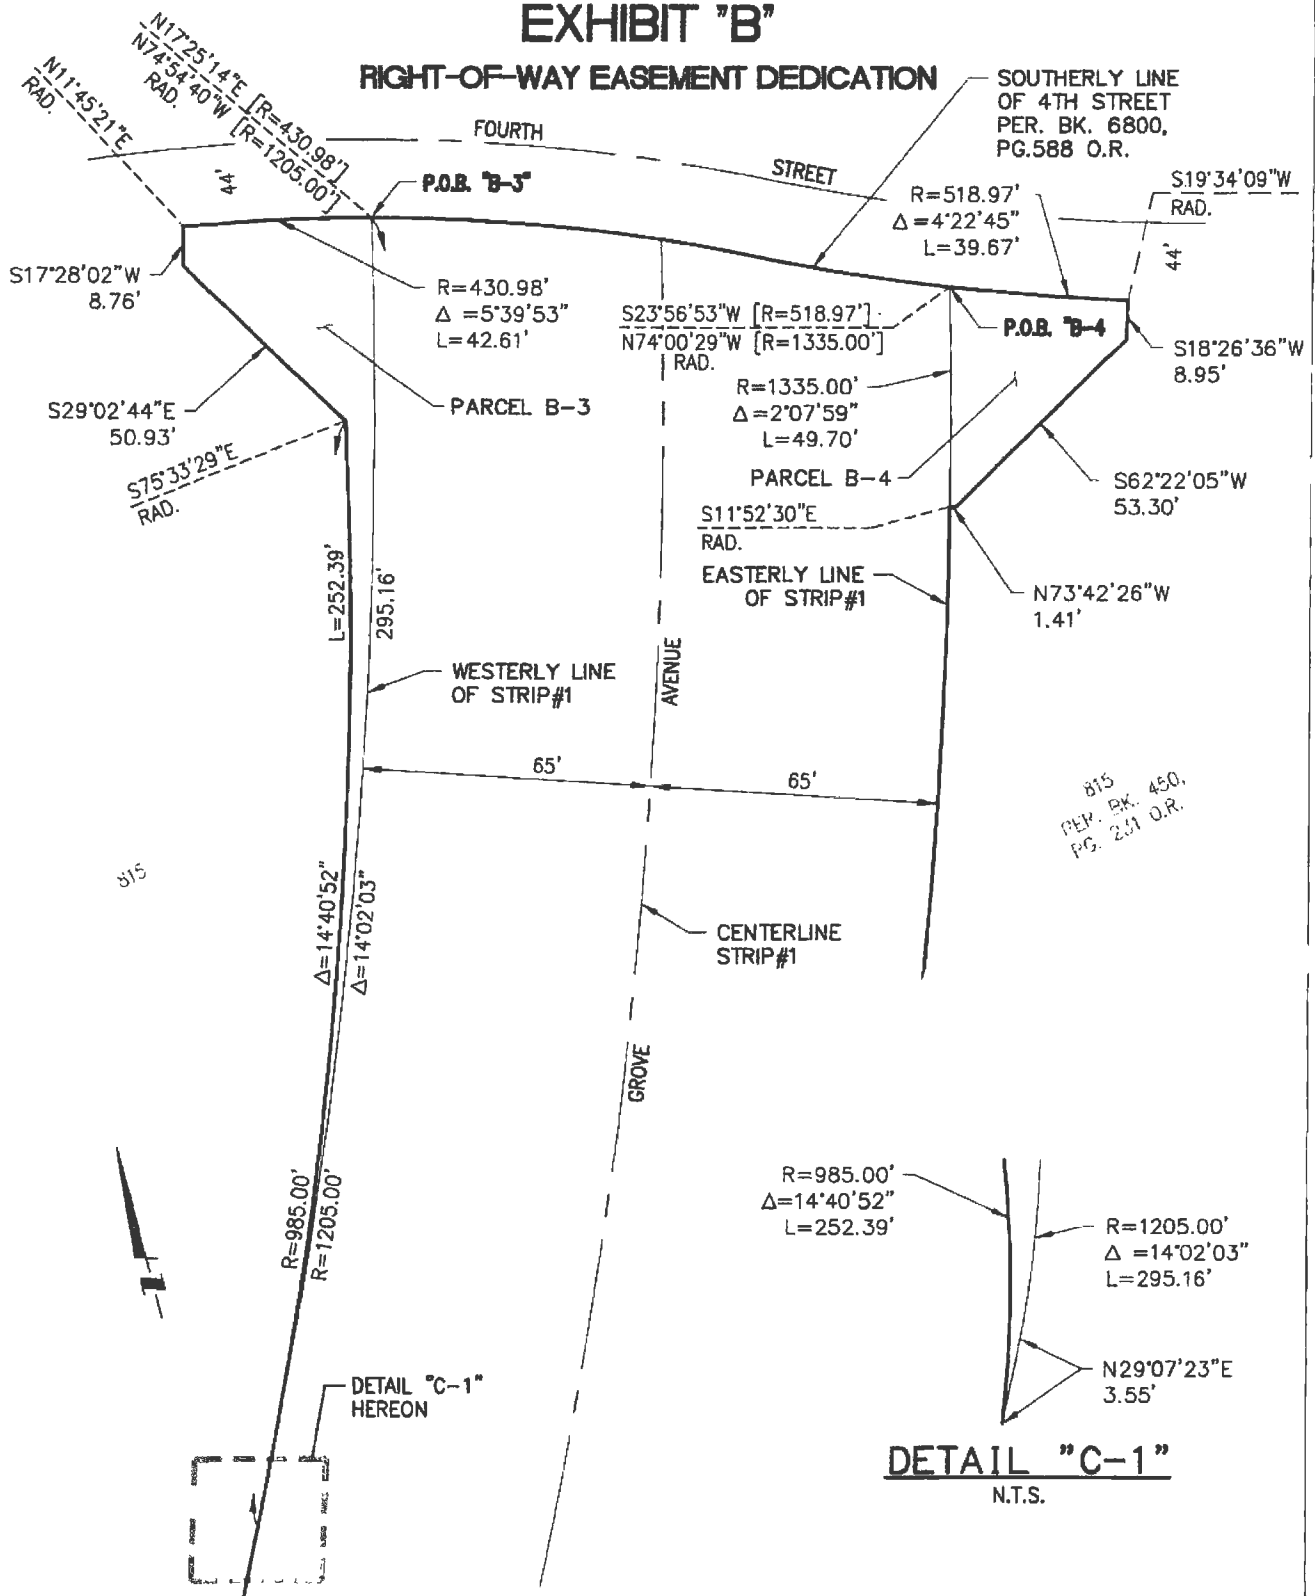 EXHIBIT "B"
RIGHT-OF-WAY EASEMENT DEDICATION
N17°25'14"E [R=430.98']
N74°54'40"W [R=1205.00']
RAD.
N11°45'21"E
RAD.
44'
FOURTH
STREET
P.O.B. "B-3"
SOUTHERLY LINE
OF 4TH STREET
PER. BK. 6800,
PG.588 O.R.
R=518.97'
Δ=4°22'45"
L=39.67'
S19°34'09"W
RAD.
44'
S17°28'02"W
8.76'
R=430.98'
Δ =5°39'53"
L=42.61'
S23°56'53"W [R=518.97']
N74°00'29"W [R=1335.00']
RAD.
P.O.B. "B-4
S18°26'36"W
8.95'
R=1335.00'
Δ=2°07'59"
L=49.70'
S29°02'44"E
50.93'
PARCEL B-3
PARCEL B-4
S62°22'05"W
53.30'
S75°33'29"E
RAD.
S11°52'30"E
RAD.
EASTERLY LINE
OF STRIP#1
N73°42'26"W
1.41'
L=252.39'
295.16'
WESTERLY LINE
OF STRIP#1
AVENUE
65'
65'
815
PER. BK. 450,
PG. 231 O.R.
815
Δ=14°40'52"
Δ=14°02'03"
CENTERLINE
STRIP#1
GROVE
R=985.00'
R=1205.00'
R=985.00'
Δ=14°40'52"
L=252.39'
R=1205.00'
Δ =14°02'03"
L=295.16'
N
DETAIL "C-1"
HEREON
N29°07'23"E
3.55'
DETAIL "C-1"
N.T.S.